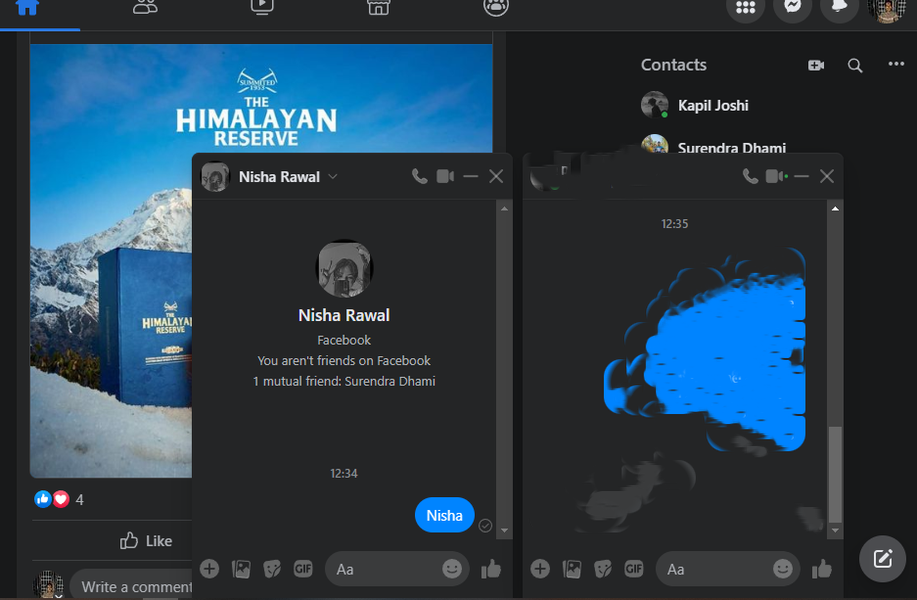 SUMMITED
1953
THE
HIMALAYAN
RESERVE
THE
HIMALAYAN
RESERVE
4
Like
Write a comment
Contacts
Kapil Joshi
Surendra Dhami
Nisha Rawal
Nisha Rawal
Facebook
You aren't friends on Facebook
1 mutual friend: Surendra Dhami
12:34
Nisha
GIF
Aa
12:35
GIF
Aa